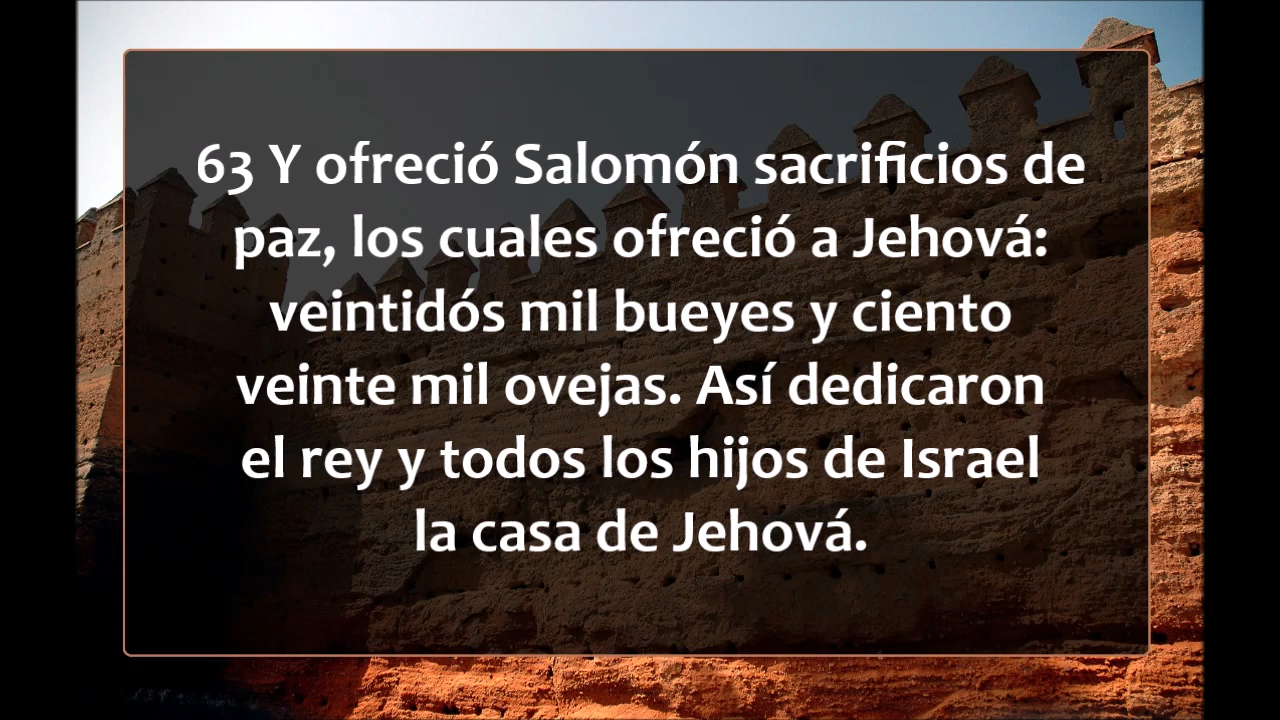 63 Y ofreció Salomón sacrificios de
paz, los cuales ofreció a Jehová:
veintidós mil bueyes y ciento
veinte mil ovejas. Así dedicaron
el rey y todos los hijos de Israel
la casa de Jehová.